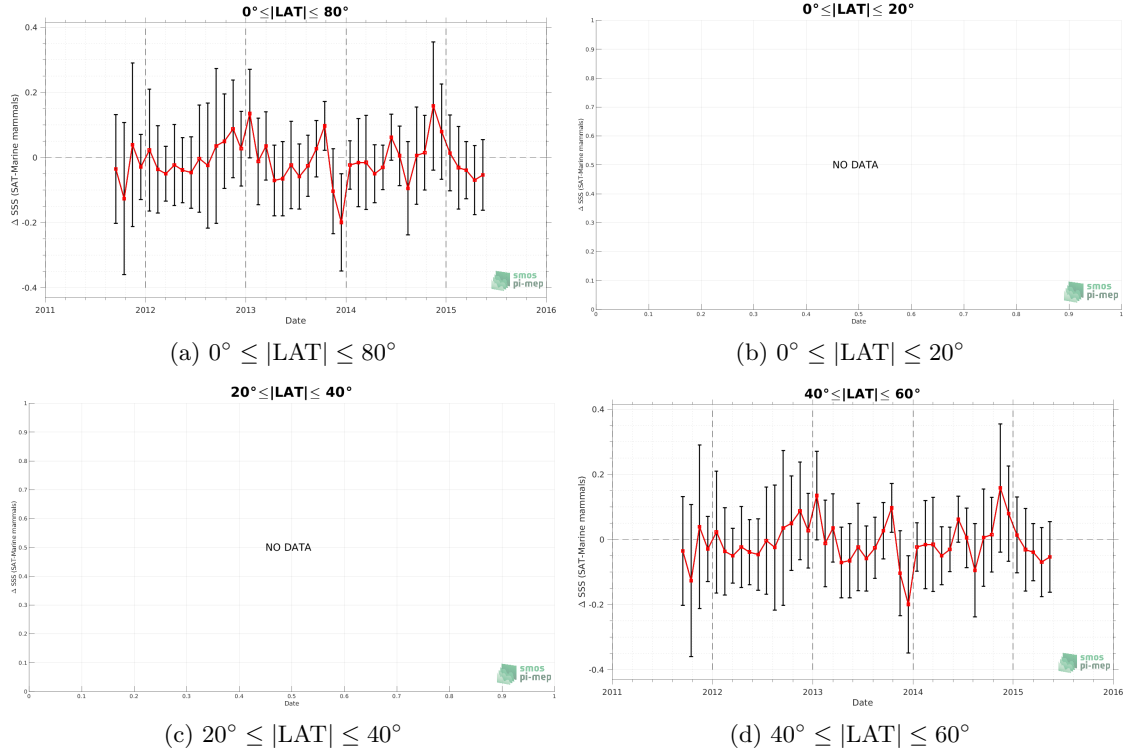 0°≤|LAT|≤ 80°
Δ SSS (SAT-Marine mammals)
0.4
0.2
0
-0.2
-0.4
2011
2012
2013
2014
2015
2016
Date
smos
pi-mep
(a) 0° ≤ |LAT| ≤ 80°
0°≤|LAT|≤ 20°
Δ SSS (SAT-Marine mammals)
1
0.9
0.8
0.7
0.6
0.5
0.4
0.3
0.2
0.1
0
NO DATA
0
0.1
0.2
0.3
0.4
0.5
0.6
0.7
0.8
0.9
1
Date
smos
pi-mep
(b) 0° ≤ |LAT| ≤ 20°
20°≤|LAT|≤ 40°
Δ SSS (SAT-Marine mammals)
1
0.9
0.8
0.7
0.6
0.5
0.4
0.3
0.2
0.1
0
NO DATA
0
0.1
0.2
0.3
0.4
0.5
0.6
0.7
0.8
0.9
1
Date
smos
pi-mep
(c) 20° ≤ |LAT| ≤ 40°
40°≤|LAT|≤ 60°
Δ SSS (SAT-Marine mammals)
0.4
0.2
0
-0.2
-0.4
2011
2012
2013
2014
2015
2016
Date
smos
pi-mep
(d) 40° ≤ |LAT| ≤ 60°